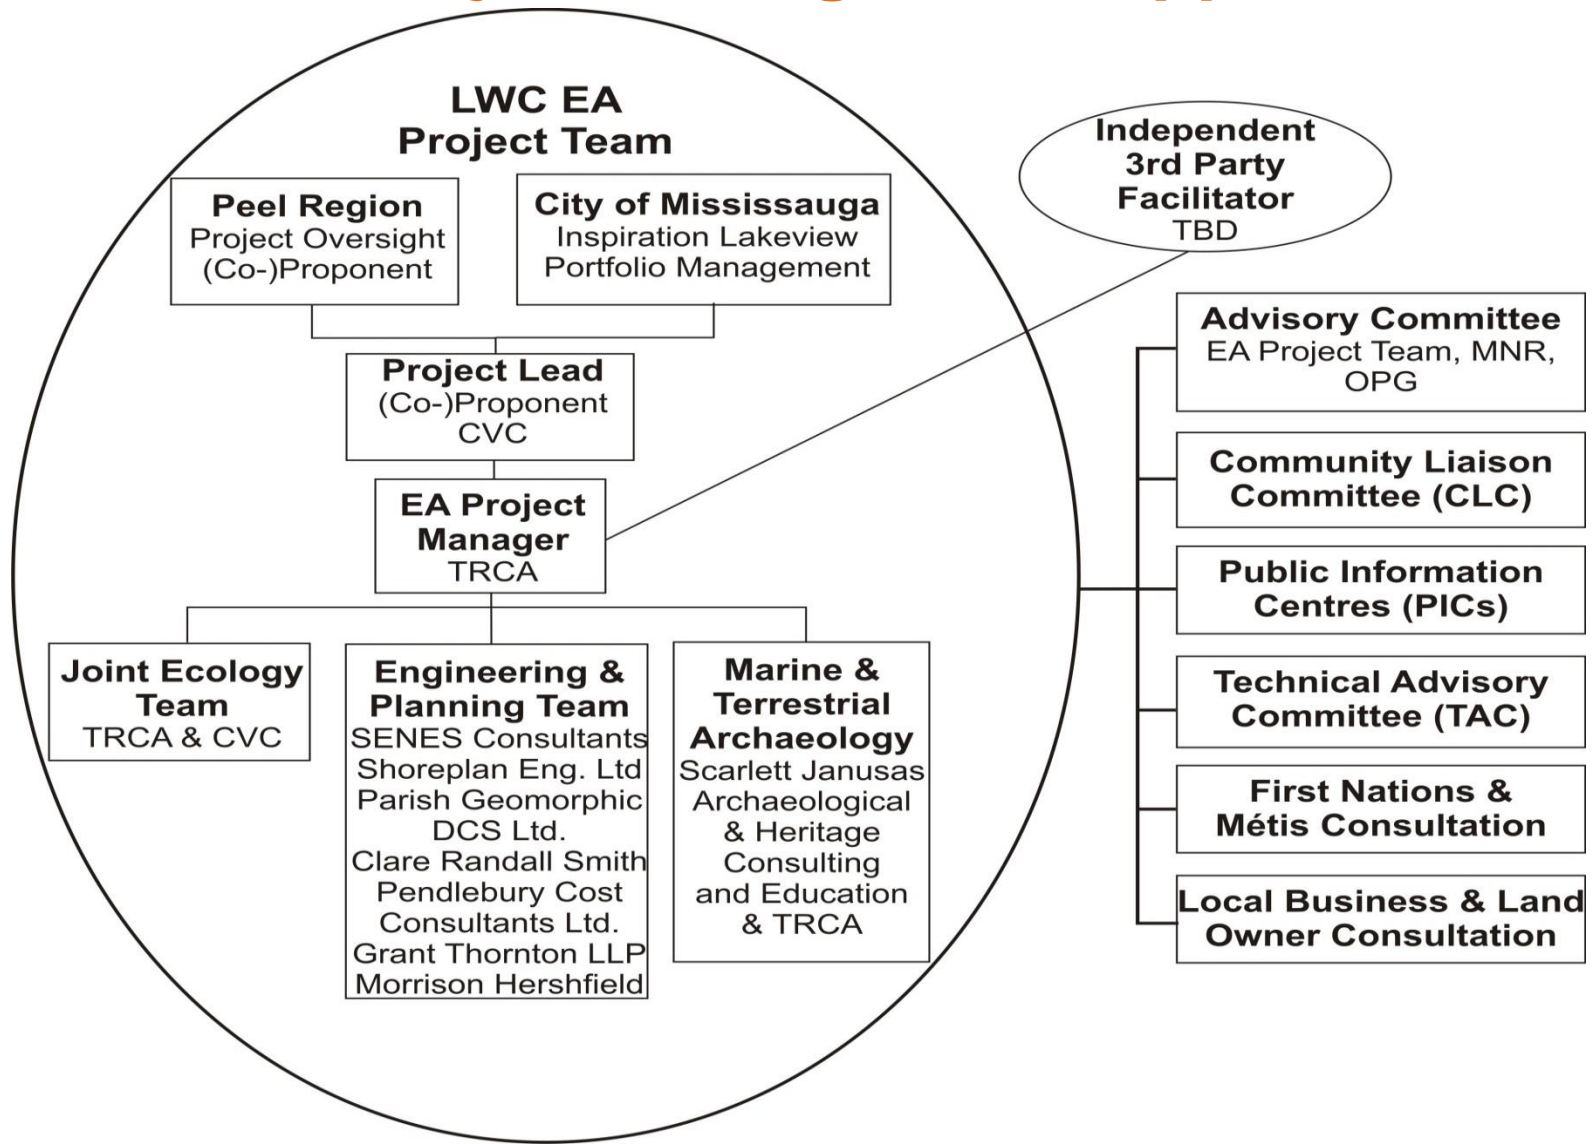 LWC EA
Project Team
Peel Region
Project Oversight
(Co-)Proponent
City of Mississauga
Inspiration Lakeview
Portfolio Management
Project Lead
(Co-)Proponent
CVC
EA Project
Manager
TRCA
Joint Ecology
Team
TRCA & CVC
Engineering &
Planning Team
SENES Consultants
Shoreplan Eng. Ltd
Parish Geomorphic
DCS Ltd.
Clare Randall Smith
Pendlebury Cost
Consultants Ltd.
Grant Thornton LLP
Morrison Hershfield
Marine &
Terrestrial
Archaeology
Scarlett Janusas
Archaeological
& Heritage
Consulting
and Education
& TRCA
Independent
3rd Party
Facilitator
TBD
Advisory Committee
EA Project Team, MNR,
OPG
Community Liaison
Committee (CLC)
Public Information
Centres (PICs)
Technical Advisory
Committee (TAC)
First Nations &
Métis Consultation
Local Business & Land
Owner Consultation